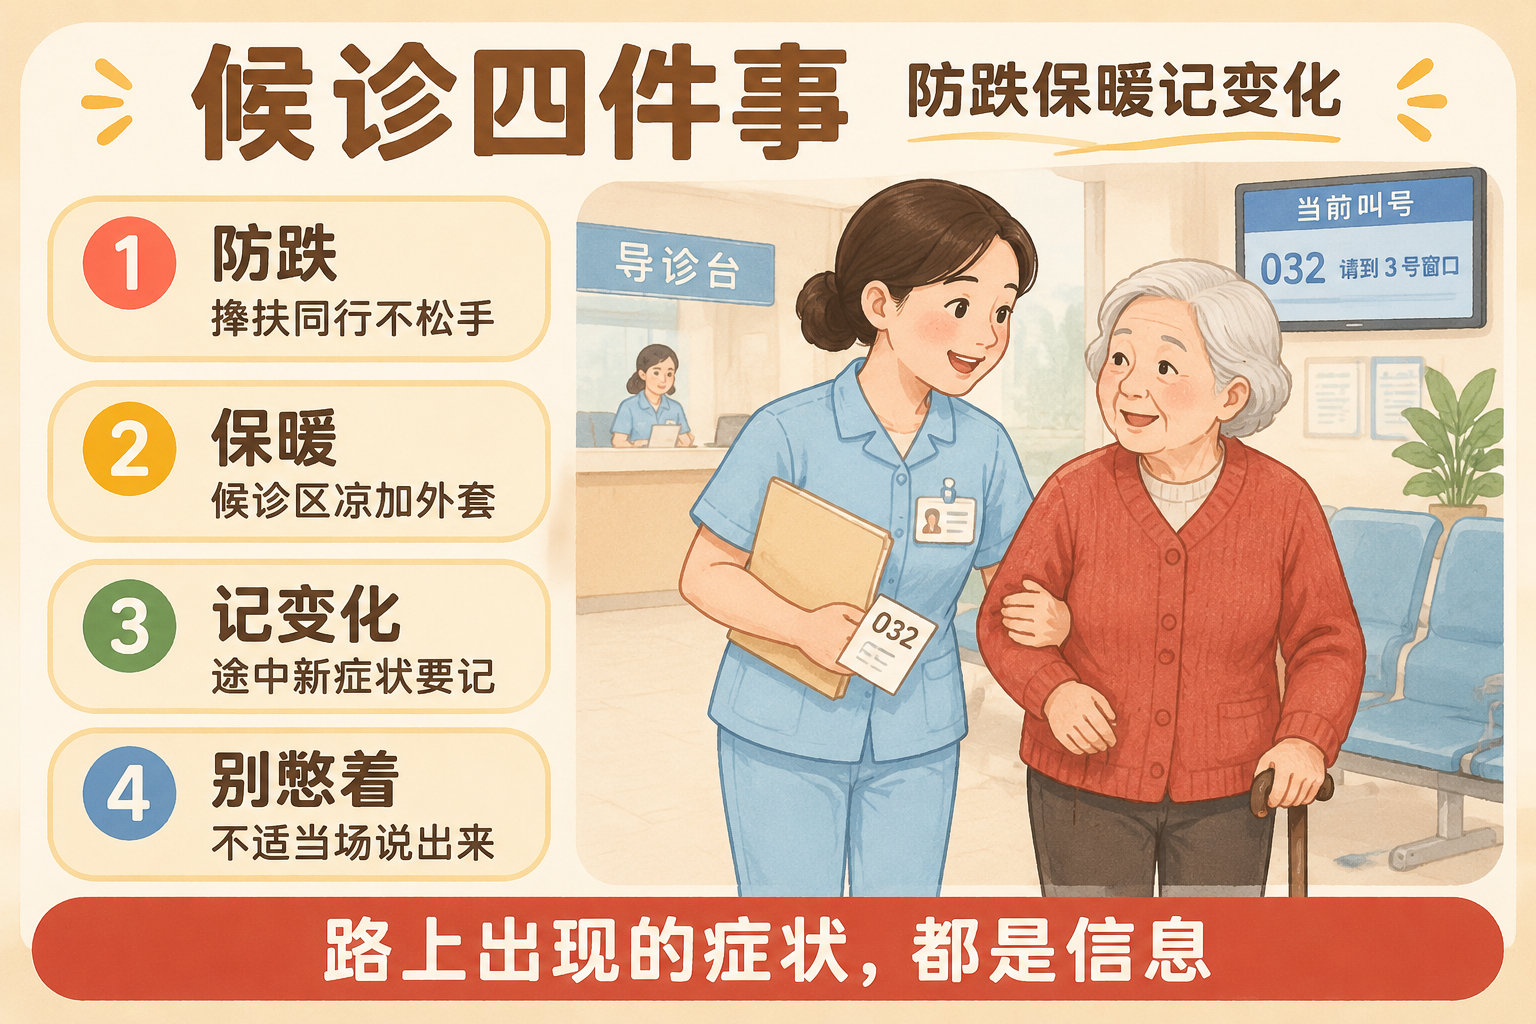 候诊四件事
防跌保暖记变化
1
防跌
搀扶同行不松手
2
保暖
候诊区凉加外套
3
记变化
途中新症状要记
4
别憋着
不适当场说出来
导诊台
当前叫号
032 请到3号窗口
032
路上出现的症状，都是信息